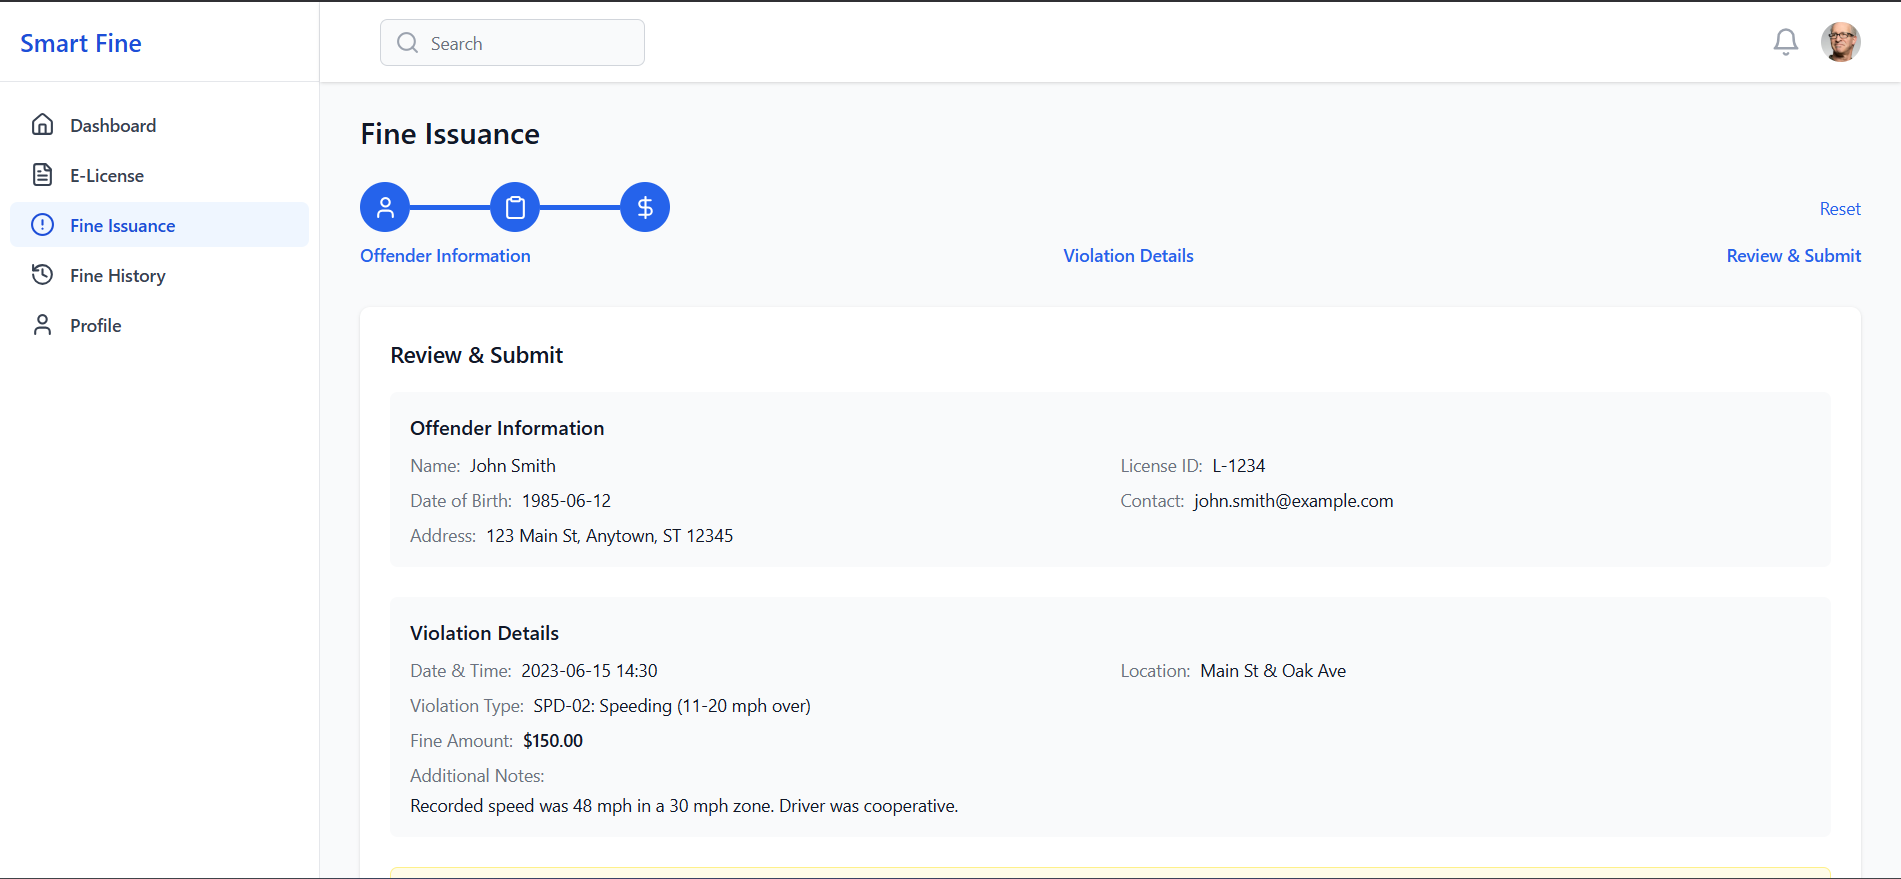 Smart Fine
Search
Dashboard
E-License
Fine Issuance
Fine History
Profile
Fine Issuance
Reset
Offender Information
Violation Details
Review & Submit
Review & Submit
Offender Information
Name: John Smith
License ID: L-1234
Date of Birth: 1985-06-12
Contact: john.smith@example.com
Address: 123 Main St, Anytown, ST 12345
Violation Details
Date & Time: 2023-06-15 14:30
Location: Main St & Oak Ave
Violation Type: SPD-02: Speeding (11-20 mph over)
Fine Amount: $150.00
Additional Notes:
Recorded speed was 48 mph in a 30 mph zone. Driver was cooperative.